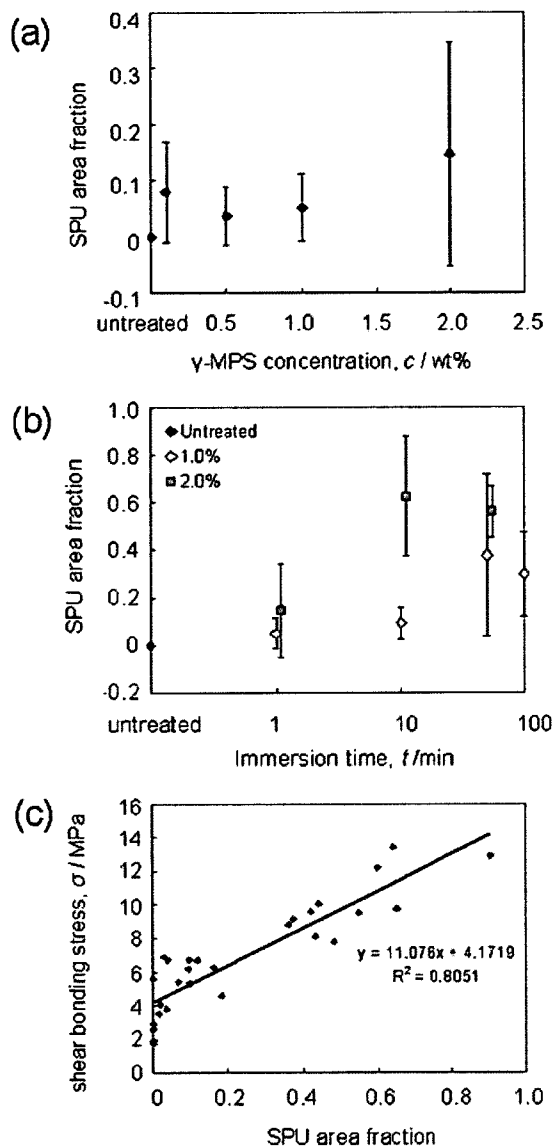 (a)
SPU area fraction
0.4
0.3
0.2
0.1
0
-0.1
untreated 0.5 1.0 1.5 2.0 2.5
γ-MPS concentration, c / wt%
(b)
SPU area fraction
1.0
0.8
0.6
0.4
0.2
0
-0.2
Untreated
1.0%
2.0%
untreated 1 10 100
Immersion time, t /min
(c)
shear bonding stress, σ / MPa
16
14
12
10
8
6
4
2
0
y = 11.076x + 4.1719
R² = 0.8051
0 0.2 0.4 0.6 0.8 1.0
SPU area fraction